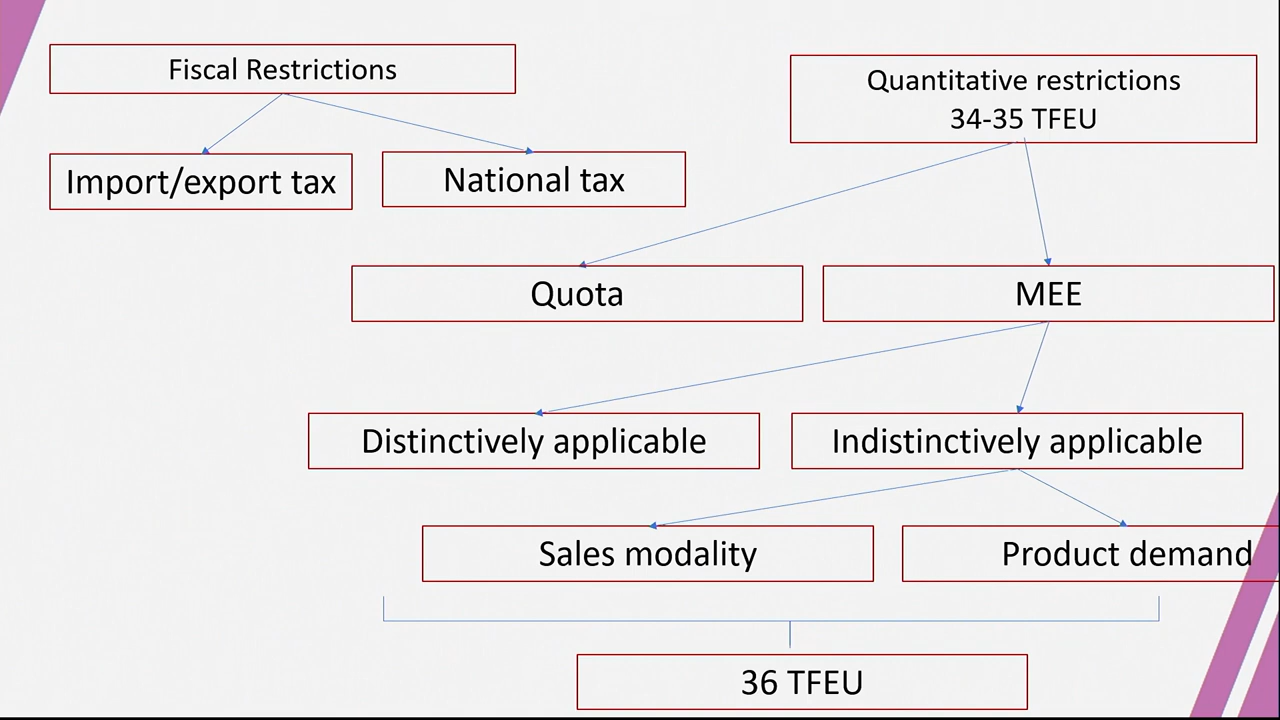 Fiscal Restrictions
Quantitative restrictions
34-35 TFEU
Import/export tax
National tax
Quota
MEE
Distinctively applicable
Indistinctively applicable
Sales modality
Product demand
36 TFEU